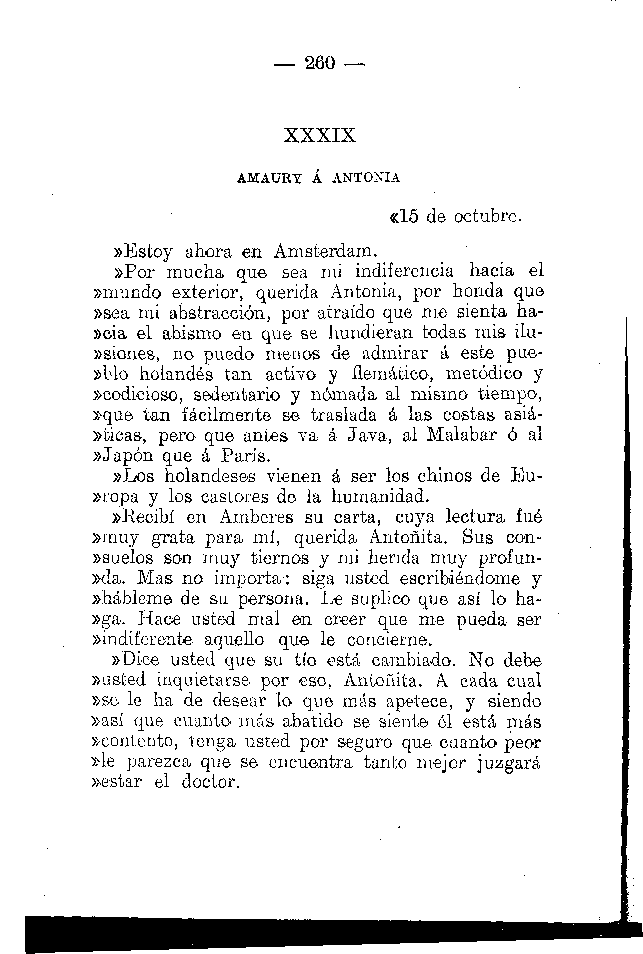 — 260 —
XXXIX
AMAURY Á ANTONIA
«15 de octubre.
»Estoy ahora en Amsterdam.
»Por mucha que sea mi indiferencia hacia el
»mundo exterior, querida Antonia, por honda que
»sea mi abstracción, por atraído que me sienta ha-
»cia el abismo en que se hundieran todas mis ilu-
»siones, no puedo menos de admirar á este pue-
»blo holandés tan activo y flemático, metódico y
»codicioso, sedentario y nómada al mismo tiempo,
»que tan fácilmente se traslada á las costas asiá-
»ticas, pero que antes va á Java, al Malabar ó al
»Japón que á París.
»Los holandeses vienen á ser los chinos de Eu-
»ropa y los castores de la humanidad.
»Recibí en Amberes su carta, cuya lectura fué
»muy grata para mí, querida Antoñita. Sus con-
»suelos son muy tiernos y mi herida muy profun-
»da. Mas no importa: siga usted escribiéndome y
»hábleme de su persona. Le suplico que así lo ha-
»ga. Hace usted mal en creer que me pueda ser
»indiferente aquello que le concierne.
»Dice usted que su tío está cambiado. No debe
»usted inquietarse por eso, Antoñita. A cada cual
»se le ha de desear lo que más apetece, y siendo
»así que cuanto más abatido se siente él está más
»contento, tenga usted por seguro que cuanto peor
»le parezca que se encuentra tanto mejor juzgará
»estar el doctor.